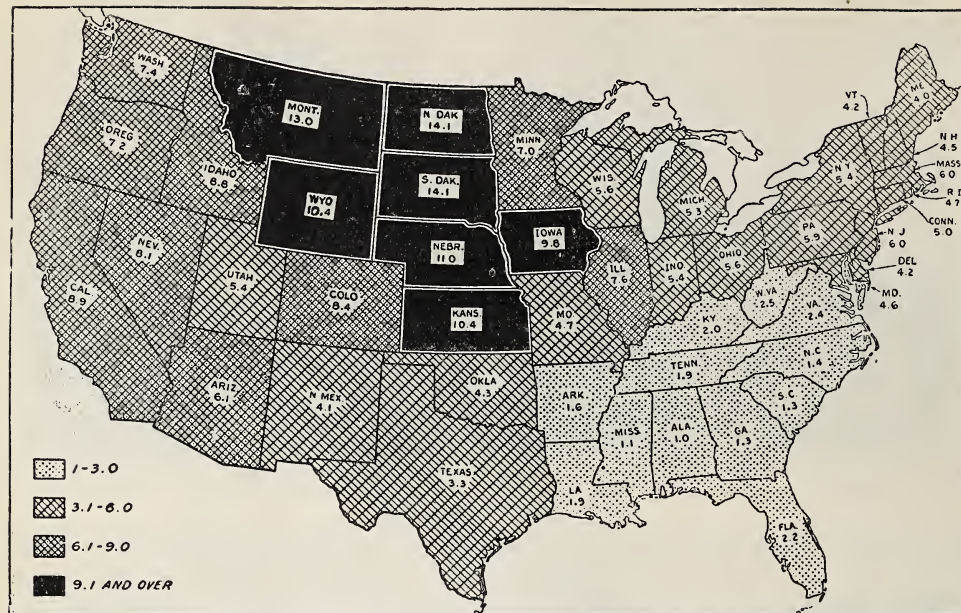 WASH
7.4
OREG
7.2
CAL
8.9
NEV.
8.1
IDAHO
8.8
MONT.
13.0
WYO
10.4
UTAH
5.4
ARIZ.
6.1
COLO
8.4
N MEX
4.1
N DAK
14.1
S. DAK.
14.1
NEBR.
11 0
KANS.
10.4
OKLA
4.3
TEXAS
3.3
MINN
7.0
IOWA
9.8
MO
4.7
ARK.
1.6
LA
1.9
WIS.
5.6
ILL
7.6
MICH.
5.3
IND
5.4
OHIO
5.6
KY
2.0
TENN.
1.9
MISS.
1.1
ALA.
1.0
GA
1.3
FLA.
2.2
S.C.
1.3
N.C
1.4
VA.
2.4
W.VA
2.5
PA
5.9
N Y
5.4
VT
4.2
ME
4.0
N H
4.5
MASS
6 0
R I
4.7
CONN.
5.0
N J
6 0
DEL
4.2
MD.
4.6
1-3.0
3.1-6.0
6.1-9.0
9.1 AND OVER